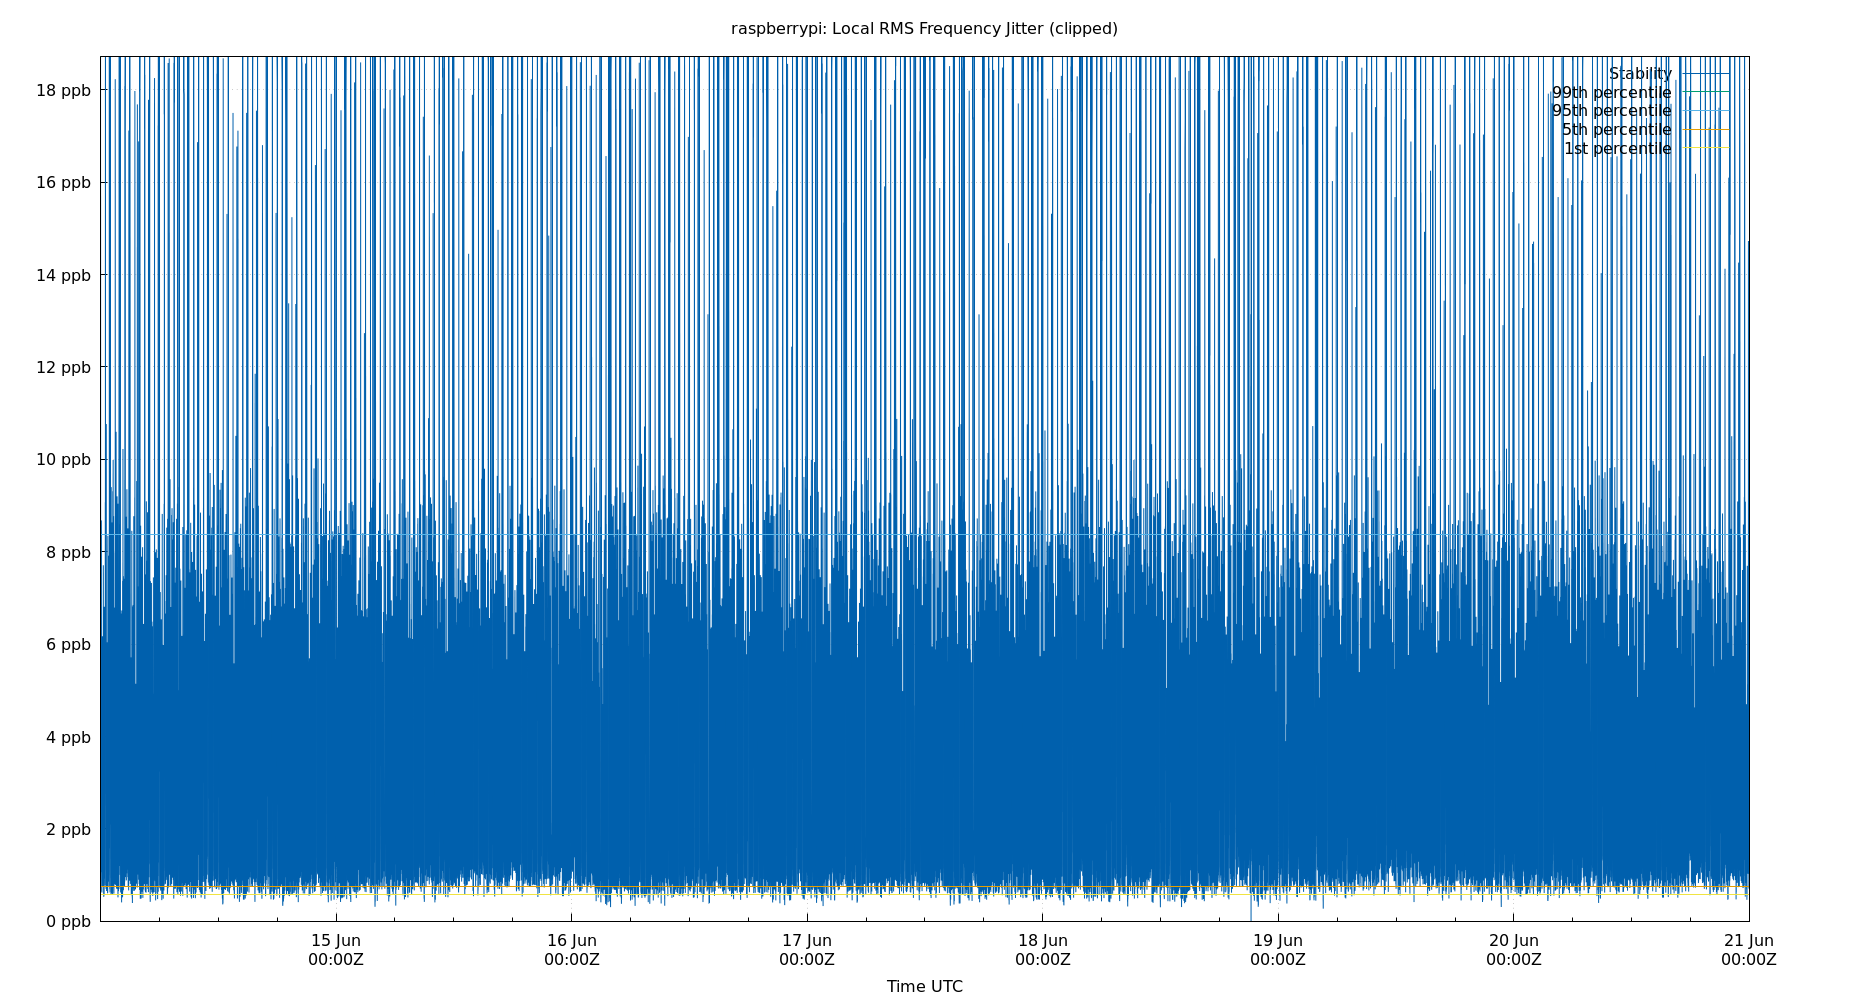 raspberrypi: Local RMS Frequency Jitter (clipped)
Stability
99th percentile
95th percentile
5th percentile
1st percentile
18 ppb
16 ppb
14 ppb
12 ppb
10 ppb
8 ppb
6 ppb
4 ppb
2 ppb
0 ppb
15 Jun 16 Jun 17 Jun 18 Jun 19 Jun 20 Jun 21 Jun
00:00Z 00:00Z 00:00Z 00:00Z 00:00Z 00:00Z 00:00Z
Time UTC